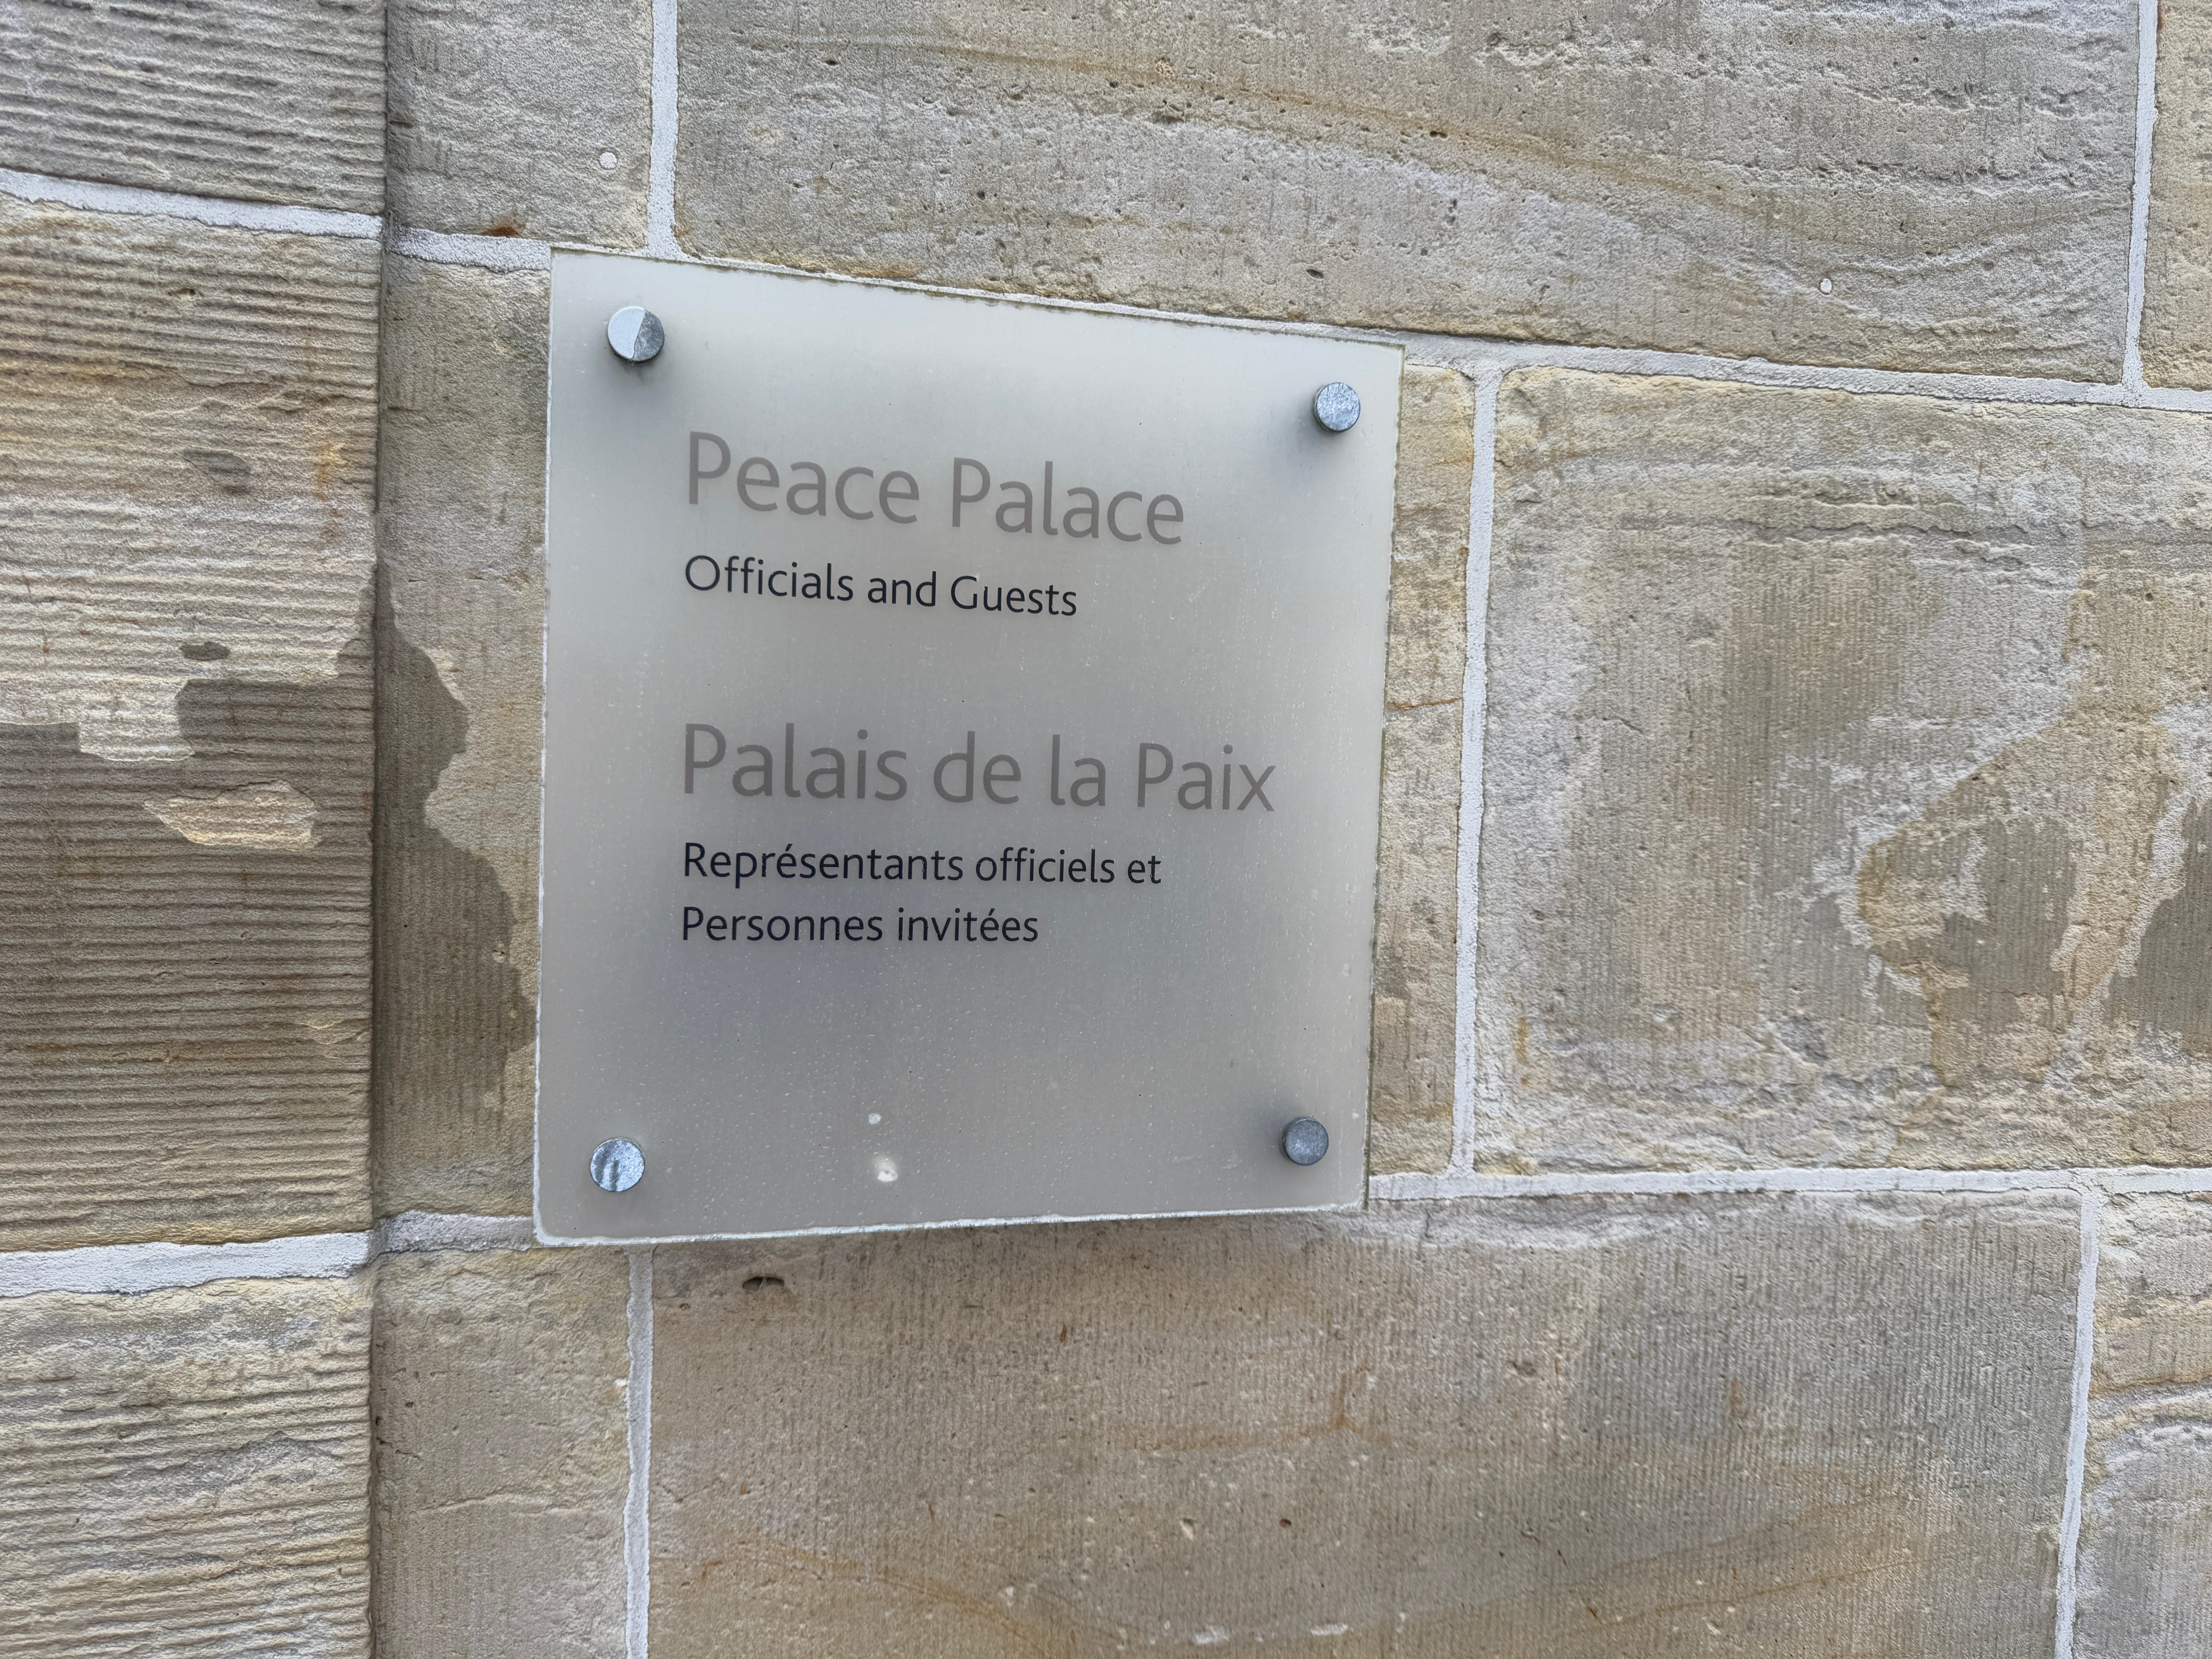 Peace Palace
Officials and Guests
Palais de la Paix
Représentants officiels et
Personnes invitées